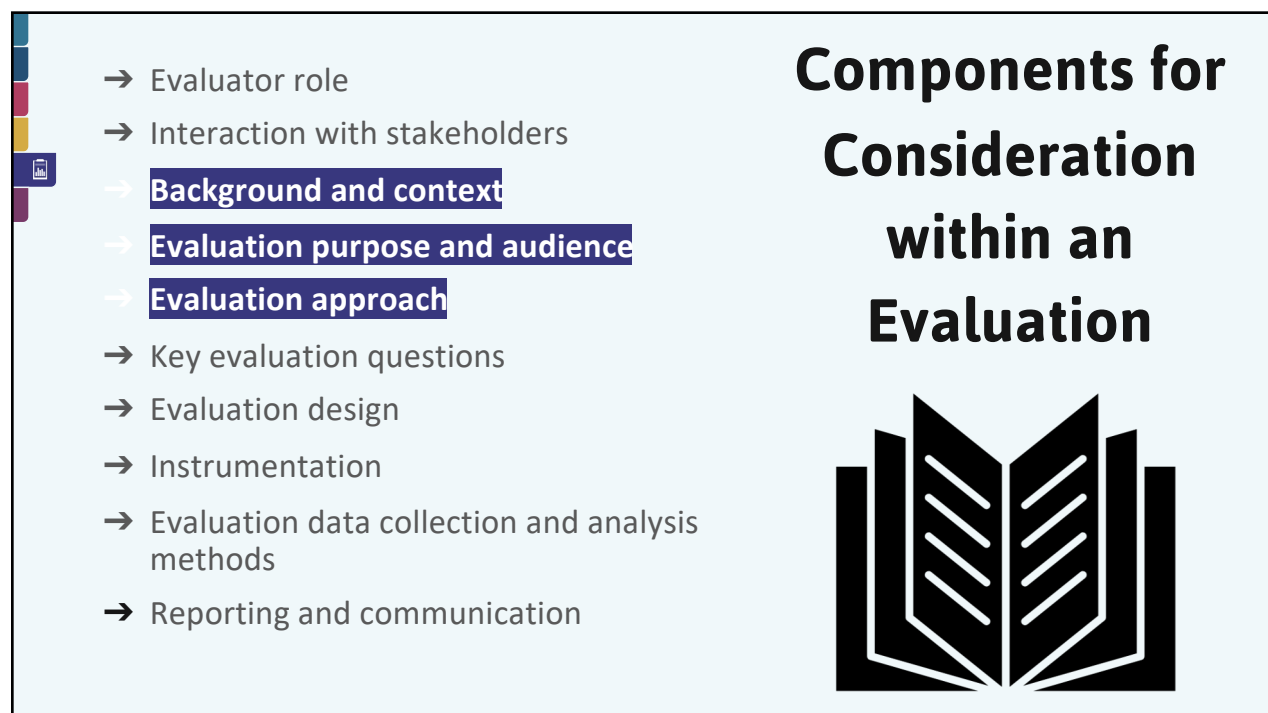 Components for
Consideration
within an
Evaluation
➔ Evaluator role
➔ Interaction with stakeholders
➔ Background and context
➔ Evaluation purpose and audience
➔ Evaluation approach
➔ Key evaluation questions
➔ Evaluation design
➔ Instrumentation
➔ Evaluation data collection and analysis
methods
➔ Reporting and communication